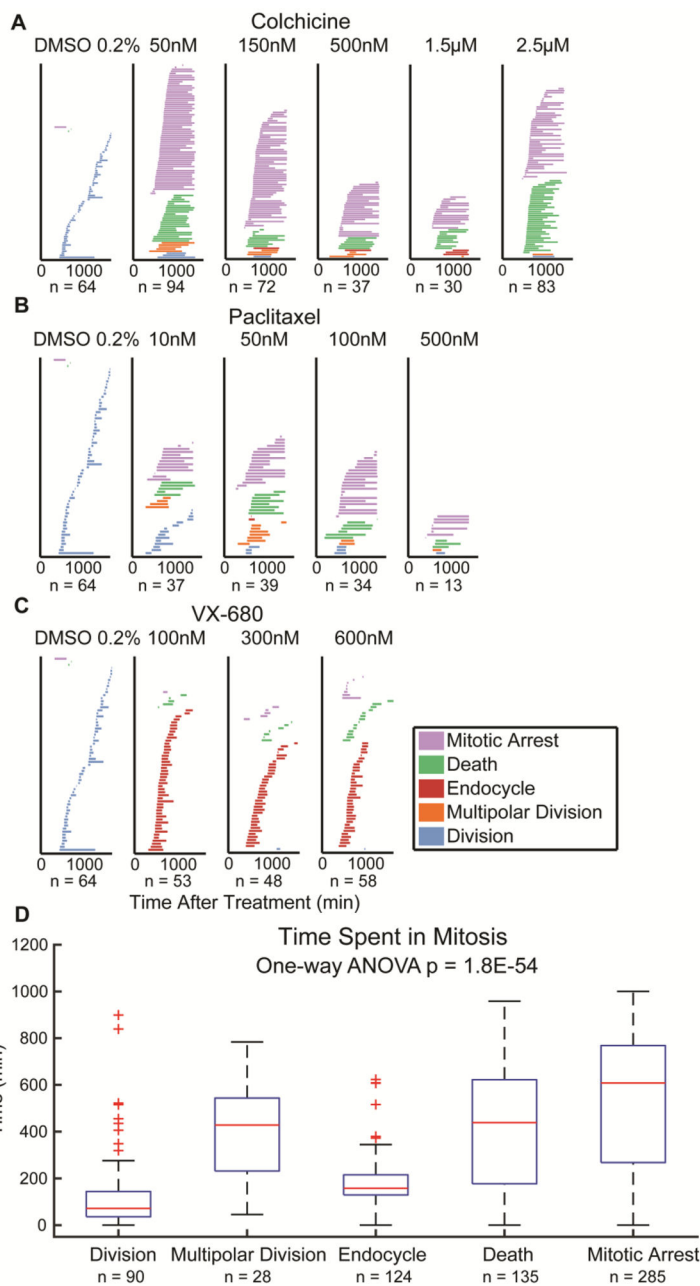 A
Colchicine
DMSO 0.2% 50nM 150nM 500nM 1.5µM 2.5µM
0 1000 0 1000 0 1000 0 1000 0 1000 0 1000
n = 64 n = 94 n = 72 n = 37 n = 30 n = 83
B
Paclitaxel
DMSO 0.2% 10nM 50nM 100nM 500nM
0 1000 0 1000 0 1000 0 1000 0 1000
n = 64 n = 37 n = 39 n = 34 n = 13
C
VX-680
DMSO 0.2% 100nM 300nM 600nM
Mitotic Arrest
Death
Endocycle
Multipolar Division
Division
0 1000 0 1000 0 1000 0 1000
n = 64 n = 53 n = 48 n = 58
Time After Treatment (min)
D
Time Spent in Mitosis
One-way ANOVA p = 1.8E-54
1200
1000
800
600
400
200
0
Division Multipolar Division Endocycle Death Mitotic Arrest
n = 90 n = 28 n = 124 n = 135 n = 285